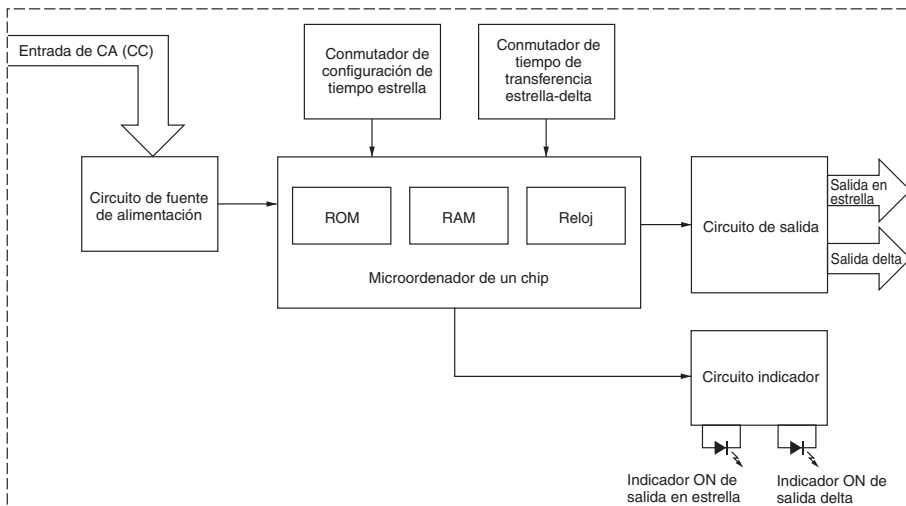 Entrada de CA (CC)
Conmutador de
configuración de
tiempo estrella
Conmutador de
tiempo de
transferencia
estrella-delta
Circuito de fuente
de alimentación
ROM
RAM
Reloj
Microordenador de un chip
Circuito de salida
Salida en
estrella
Salida delta
Circuito indicador
Indicador ON de
salida en estrella
Indicador ON de
salida delta